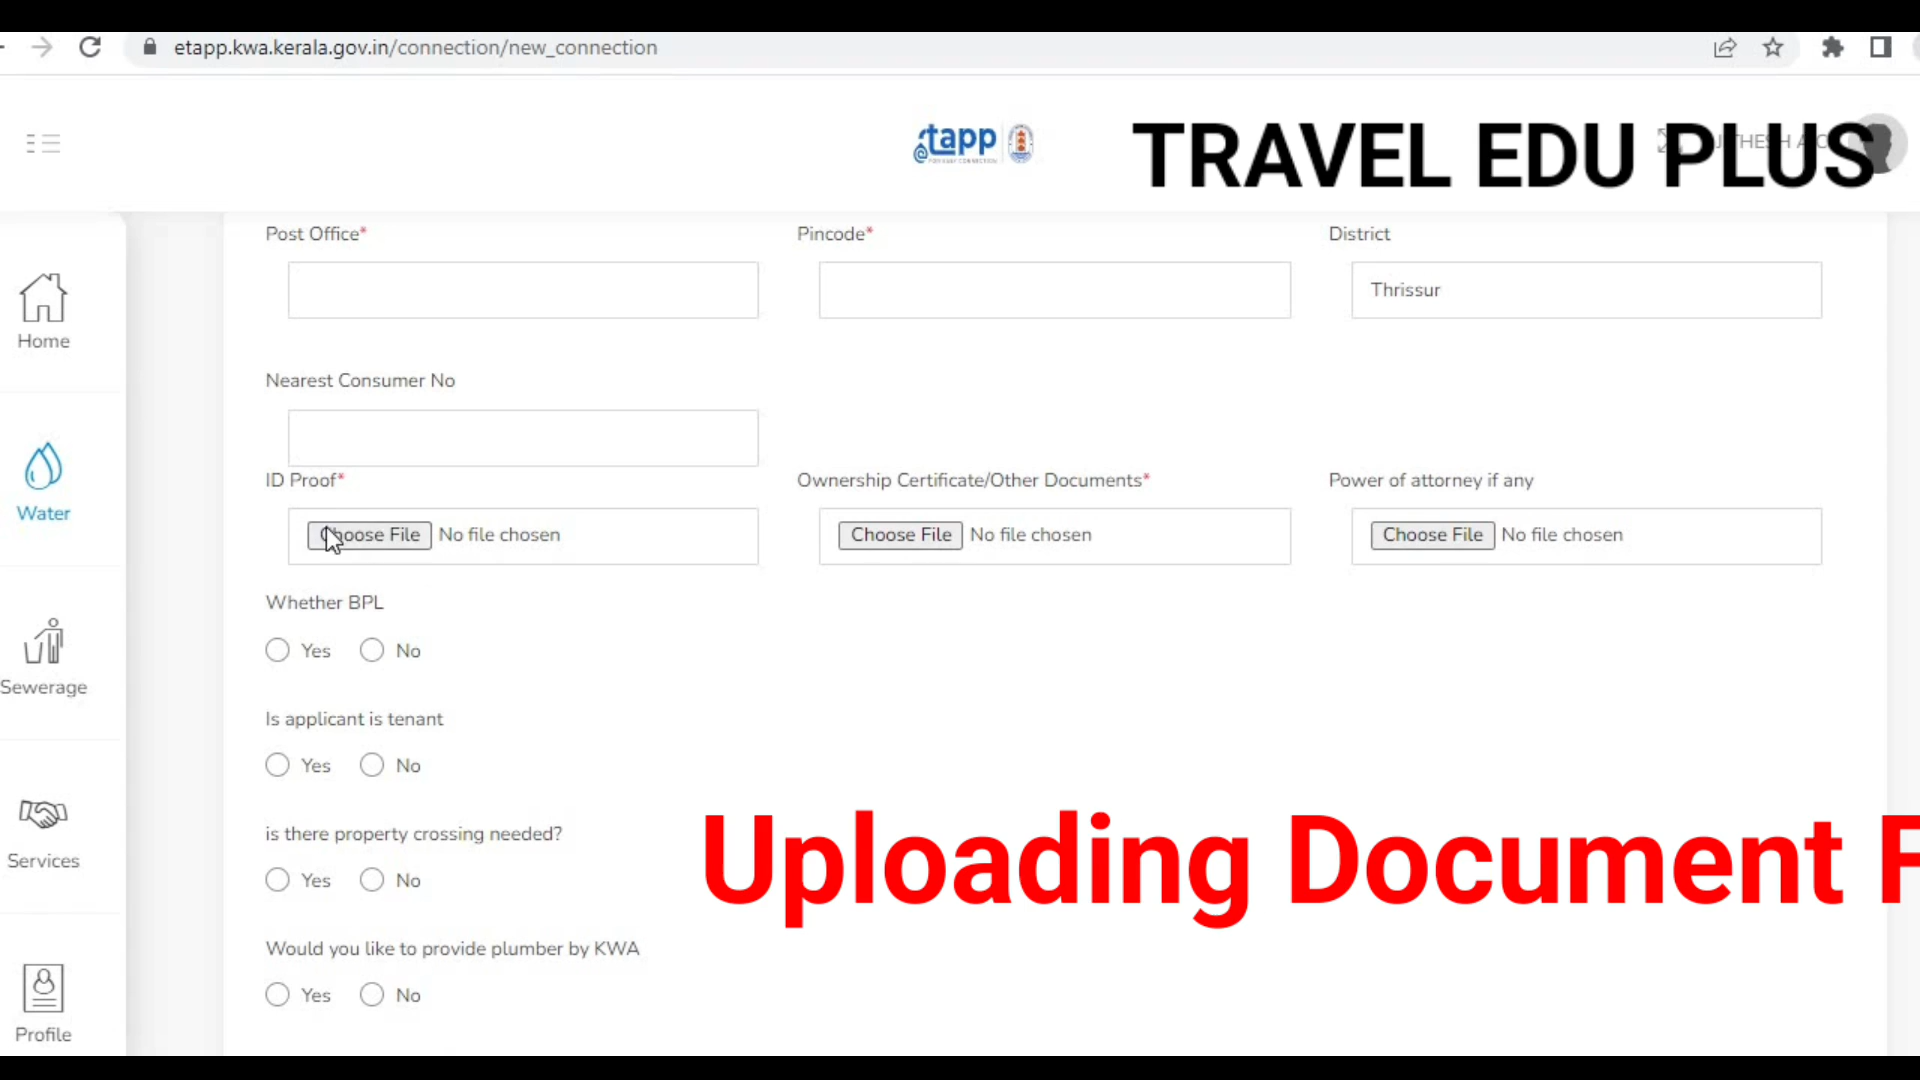 etapp.kwa.kerala.gov.in/connection/new_connection
tapp
TRAVEL EDU PLUS
Post Office*
Pincode*
District
Thrissur
Home
Nearest Consumer No
Water
ID Proof*
Ownership Certificate/Other Documents*
Power of attorney if any
Choose File No file chosen
Choose File No file chosen
Choose File No file chosen
Whether BPL
Yes No
Sewerage
Is applicant is tenant
Yes No
is there property crossing needed?
Services
Yes No
Uploading Document F
Would you like to provide plumber by KWA
Yes No
Profile